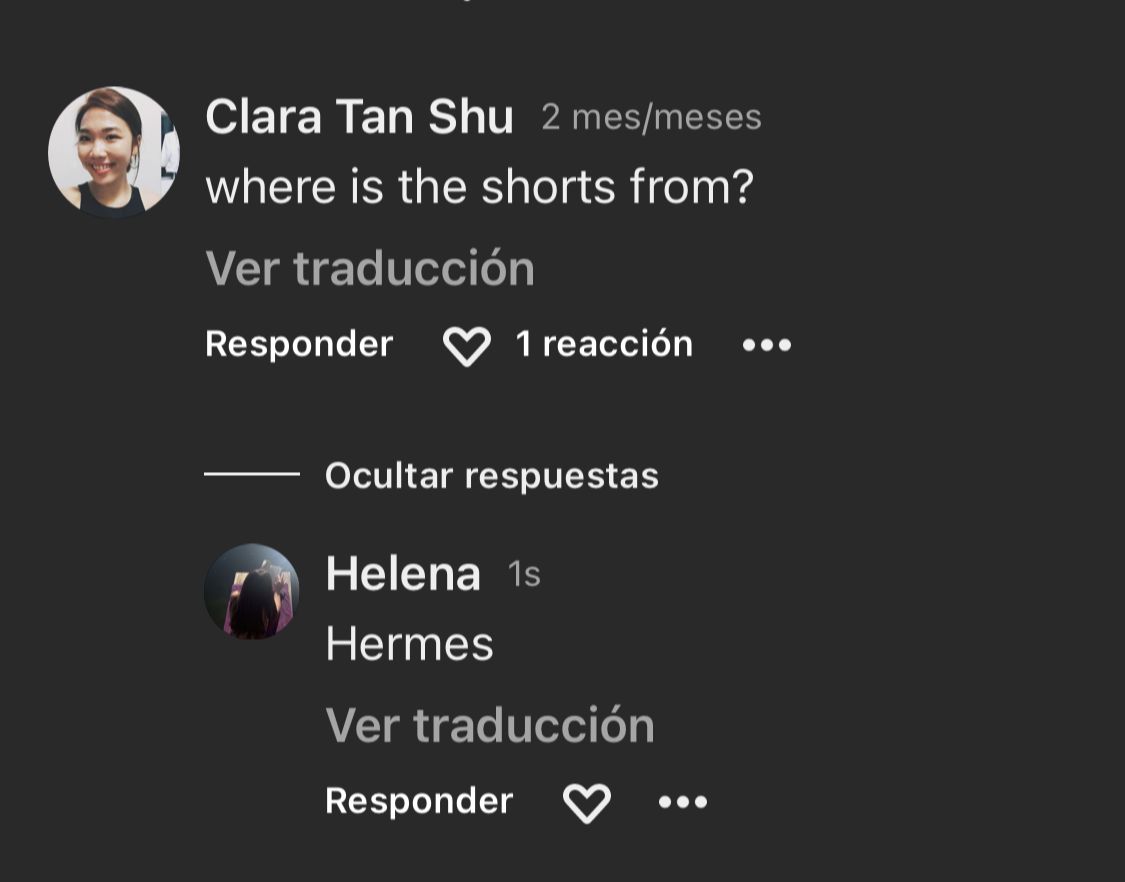 Clara Tan Shu 2 mes/meses
where is the shorts from?
Ver traducción
Responder 1 reacción •••
Ocultar respuestas
Helena 1s
Hermes
Ver traducción
Responder •••